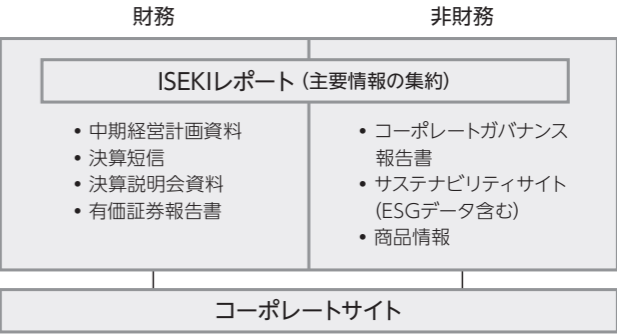 財務
非財務
ISEKIレポート（主要情報の集約）
• 中期経営計画資料
• 決算短信
• 決算説明会資料
• 有価証券報告書
• コーポレートガバナンス
報告書
• サステナビリティサイト
（ESGデータ含む）
• 商品情報
コーポレートサイト